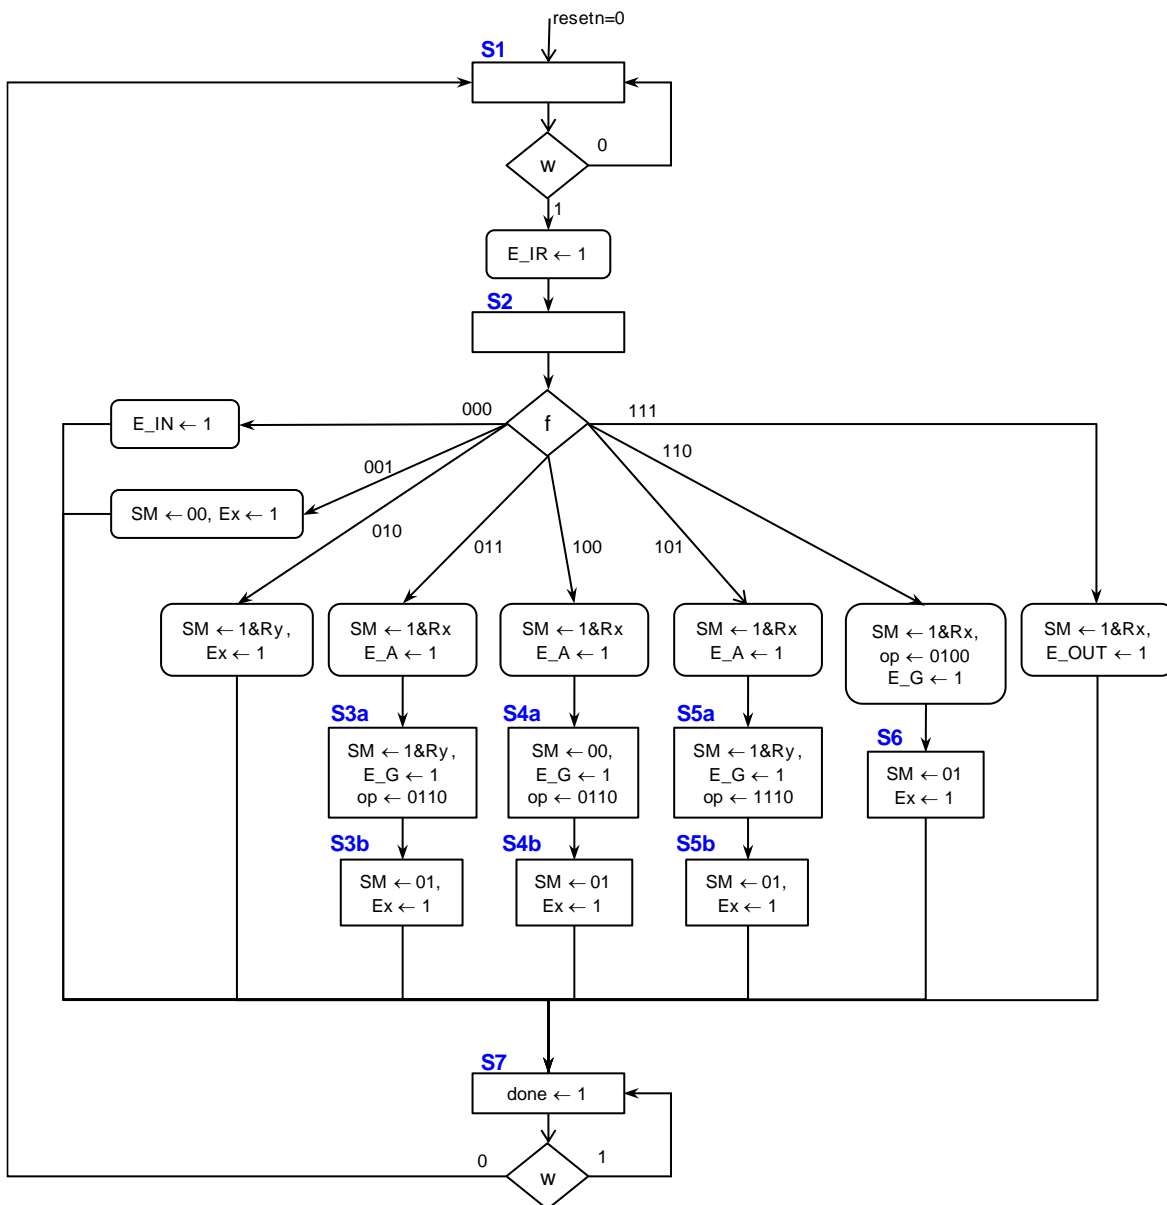 resetn=0
S1
0
w
1
E_IR ← 1
S2
000
111
E_IN ← 1
f
110
001
SM ← 00, Ex ← 1
010
011
100
101
SM ← 1&Ry,
Ex ← 1
SM ← 1&Rx
E_A ← 1
SM ← 1&Rx
E_A ← 1
SM ← 1&Rx
E_A ← 1
SM ← 1&Rx,
op ← 0100
E_G ← 1
SM ← 1&Rx,
E_OUT ← 1
S3a
SM ← 1&Ry,
E_G ← 1
op ← 0110
S4a
SM ← 00,
E_G ← 1
op ← 0110
S5a
SM ← 1&Ry,
E_G ← 1
op ← 1110
S6
SM ← 01
Ex ← 1
S3b
SM ← 01,
Ex ← 1
S4b
SM ← 01
Ex ← 1
S5b
SM ← 01,
Ex ← 1
S7
done ← 1
0
1
w